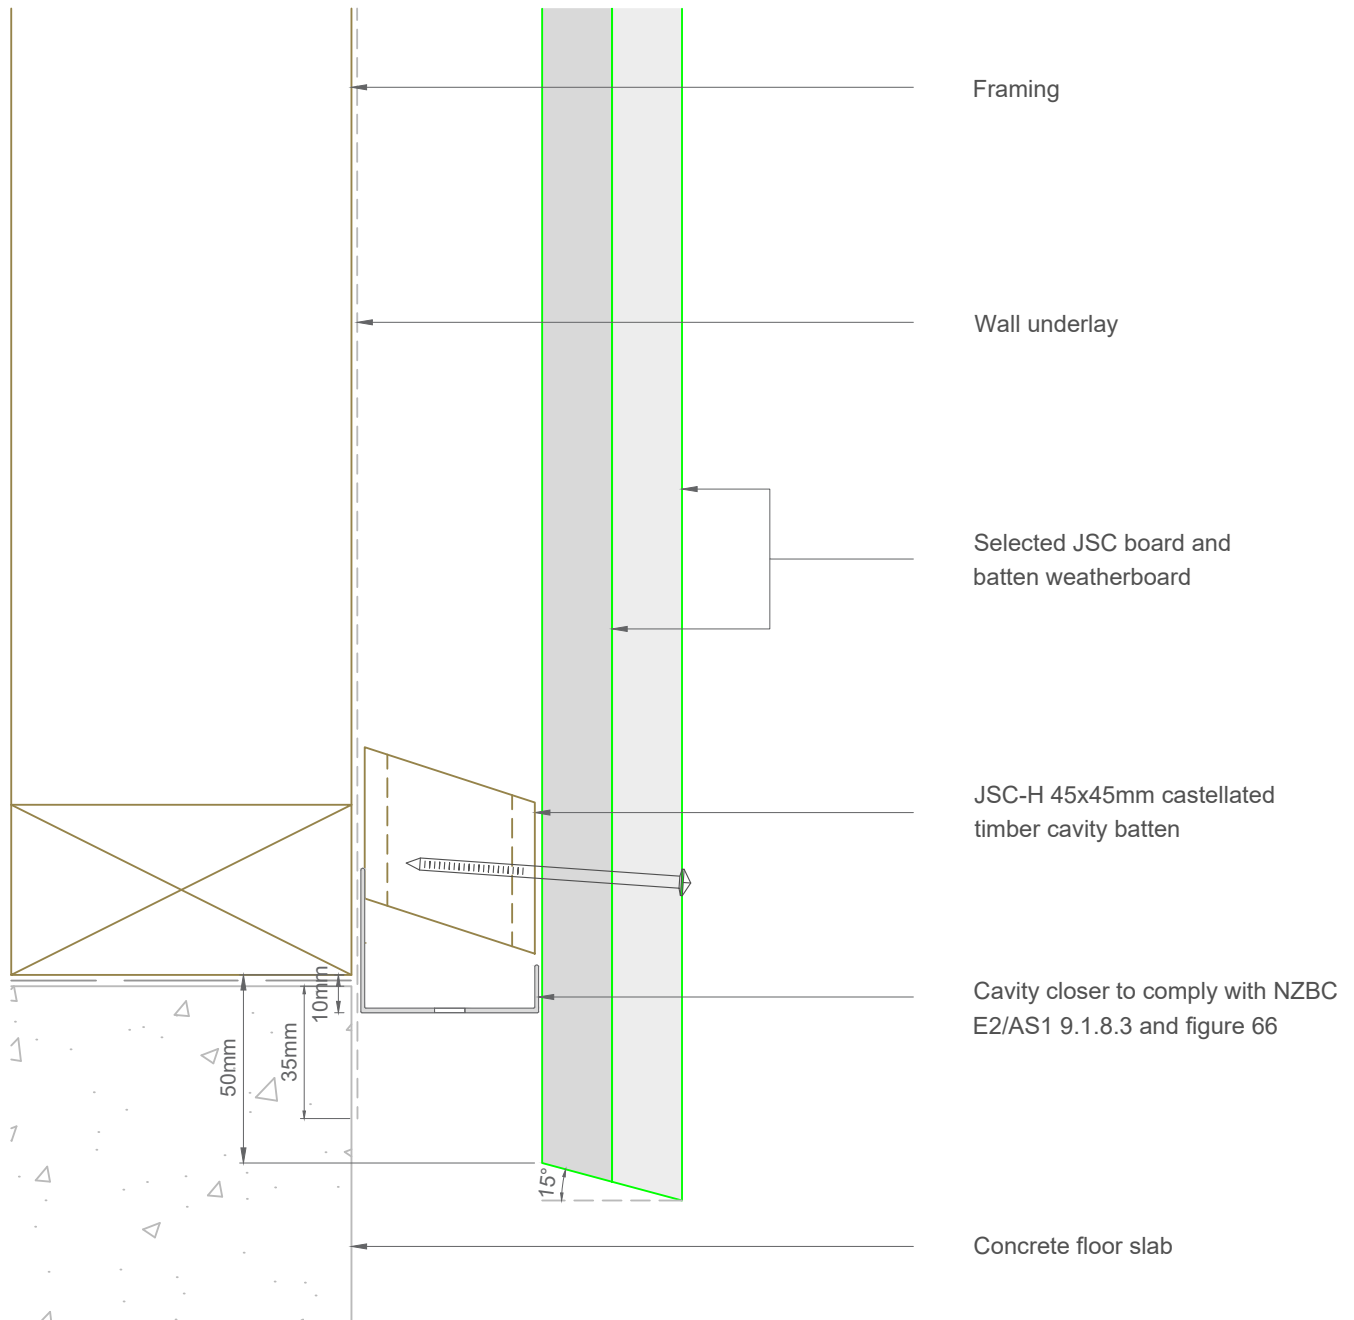 Framing
Wall underlay
Selected JSC board and
batten weatherboard
JSC-H 45x45mm castellated
timber cavity batten
Cavity closer to comply with NZBC
E2/AS1 9.1.8.3 and figure 66
10mm
35mm
50mm
15°
Concrete floor slab